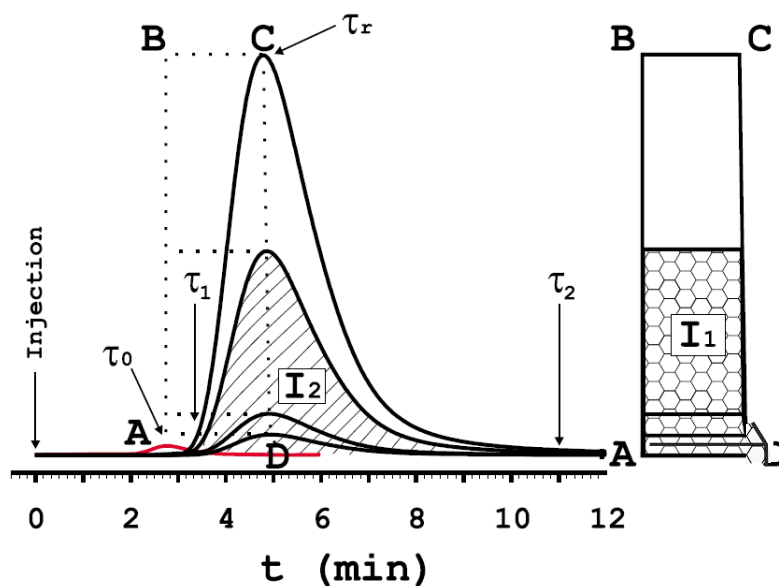 B C τr B C
Injection
τ1 τ2
τ0
I1
I2
A D A D
0 2 4 6 8 10 12
t (min)